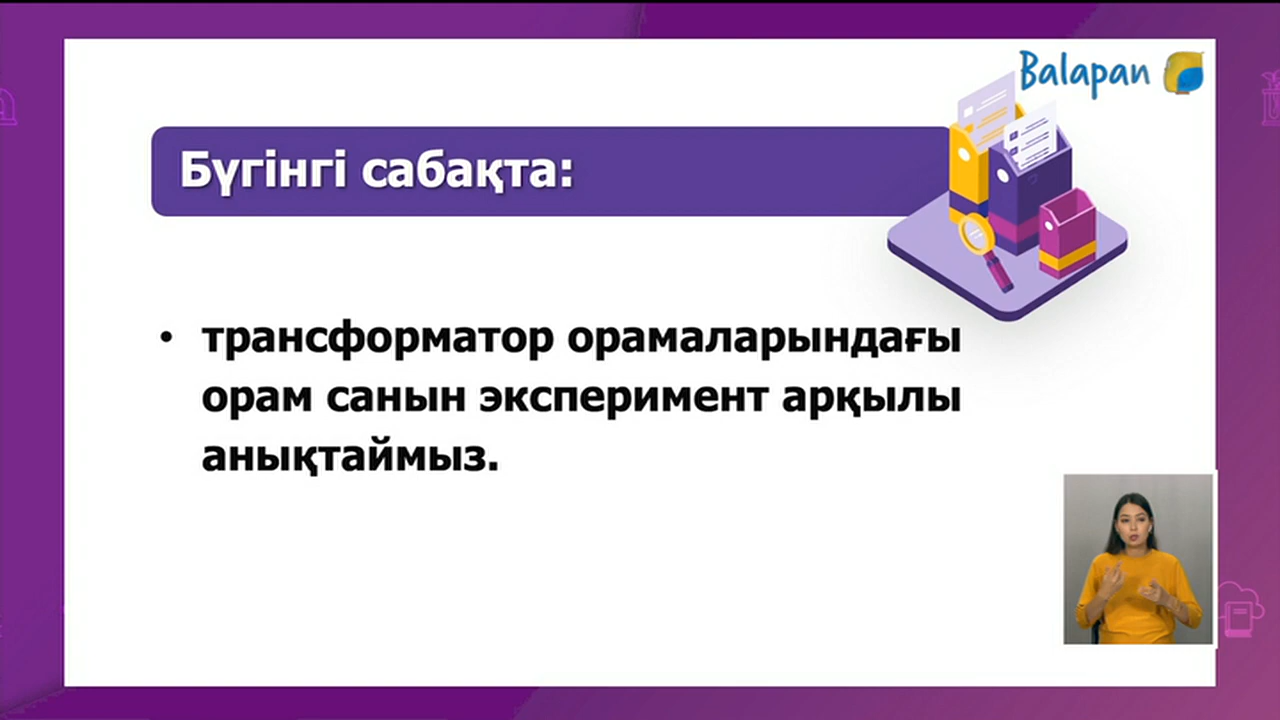 Balapan
Бүгінгі сабақта:
• трансформатор орамаларындағы
орам санын эксперимент арқылы
анықтаймыз.